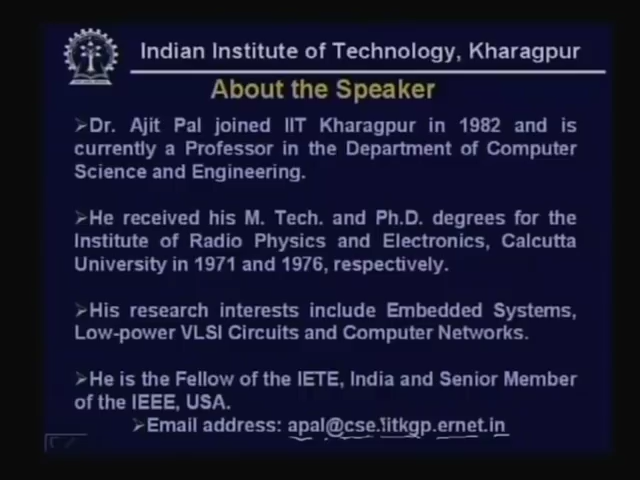 Indian Institute of Technology, Kharagpur
About the Speaker
➢Dr. Ajit Pal joined IIT Kharagpur in 1982 and is
currently a Professor in the Department of Computer
Science and Engineering.
➢He received his M. Tech. and Ph.D. degrees for the
Institute of Radio Physics and Electronics, Calcutta
University in 1971 and 1976, respectively.
➢His research interests include Embedded Systems,
Low-power VLSI Circuits and Computer Networks.
➢He is the Fellow of the IETE, India and Senior Member
of the IEEE, USA.
➢Email address: apal@cse.iitkgp.ernet.in